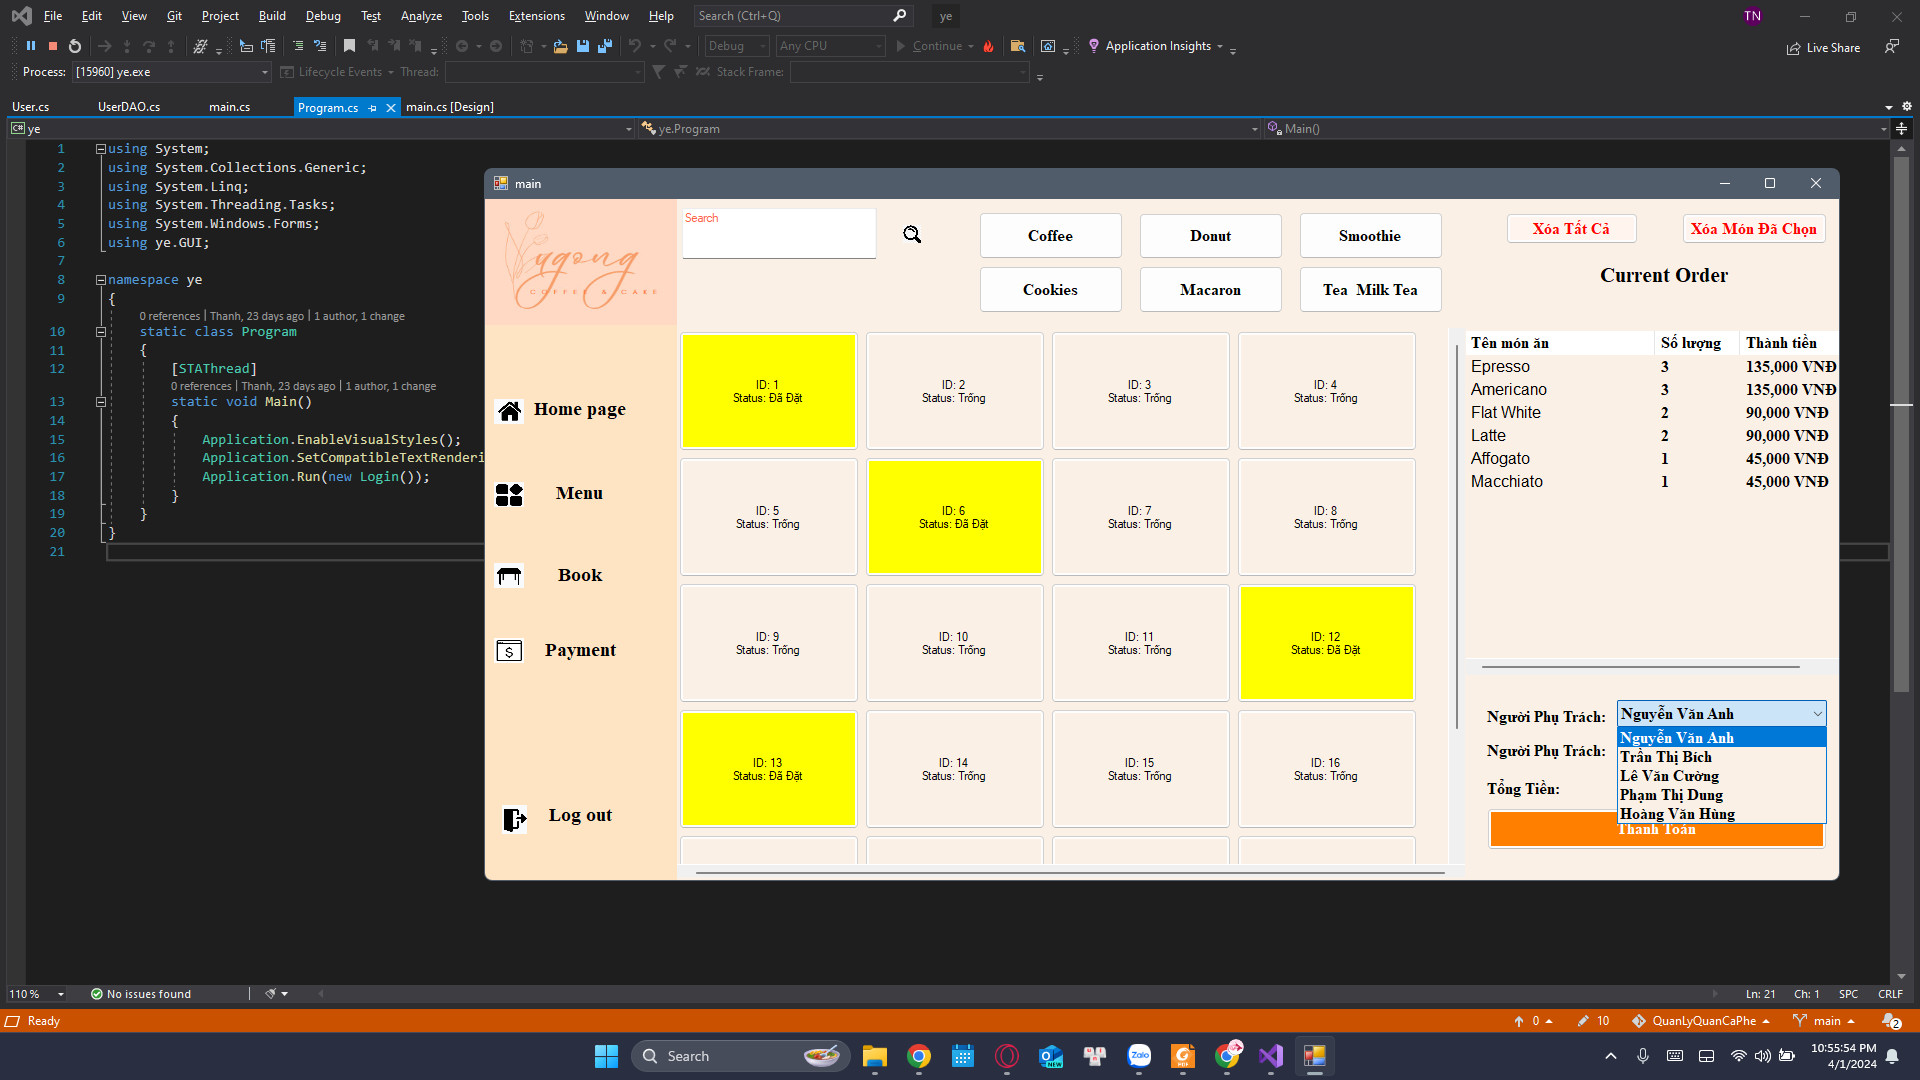 File Edit View Git Project Build Debug Test Analyze Tools Extensions Window Help Search (Ctrl+Q) ye TN
Debug Any CPU Continue Application Insights Live Share
Process: [15960] ye.exe Lifecycle Events Thread: Stack Frame:
User.cs UserDAO.cs main.cs Program.cs main.cs [Design]
C# ye ye.Program Main()
1 using System;
2 using System.Collections.Generic;
3 using System.Linq;
4 using System.Threading.Tasks;
5 using System.Windows.Forms;
6 using ye.GUI;
7
8 namespace ye
9 {
0 references | Thanh, 23 days ago | 1 author, 1 change
10 static class Program
11 {
12 [STAThread]
0 references | Thanh, 23 days ago | 1 author, 1 change
13 static void Main()
14 {
15 Application.EnableVisualStyles();
16 Application.SetCompatibleTextRenderi
17 Application.Run(new Login());
18 }
19 }
20 }
21
main
COFFEE & CAKE
Search
Coffee Donut Smoothie
Cookies Macaron Tea Milk Tea
Xóa Tất Cả Xóa Món Đã Chọn
Current Order
Home page
Menu
Book
$ Payment
Log out
ID: 1
Status: Đã Đặt
ID: 2
Status: Trống
ID: 3
Status: Trống
ID: 4
Status: Trống
ID: 5
Status: Trống
ID: 6
Status: Đã Đặt
ID: 7
Status: Trống
ID: 8
Status: Trống
ID: 9
Status: Trống
ID: 10
Status: Trống
ID: 11
Status: Trống
ID: 12
Status: Đã Đặt
ID: 13
Status: Đã Đặt
ID: 14
Status: Trống
ID: 15
Status: Trống
ID: 16
Status: Trống
Tên món ăn Số lượng Thành tiền
Epresso 3 135,000 VNĐ
Americano 3 135,000 VNĐ
Flat White 2 90,000 VNĐ
Latte 2 90,000 VNĐ
Affogato 1 45,000 VNĐ
Macchiato 1 45,000 VNĐ
Người Phụ Trách: Nguyễn Văn Anh
Nguyễn Văn Anh
Trần Thị Bích
Lê Văn Cường
Phạm Thị Dung
Hoàng Văn Hùng
Người Phụ Trách:
Tổng Tiền:
Thanh Toán
110 % No issues found Ln: 21 Ch: 1 SPC CRLF
Ready 0 10 QuanLyQuanCaPhe main 2
Search NEW Zalo PDF 10:55:54 PM
4/1/2024